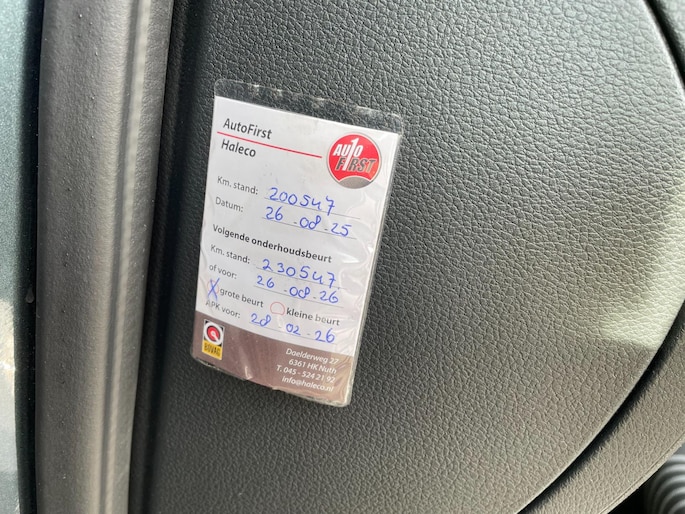 AutoFirst
Haleco
AUTO
FIRST
Km. stand: 200547
Datum: 26-08-25
Volgende onderhoudsbeurt
Km. stand: 230547
of voor: 26-08-26
X grote beurt kleine beurt
APK voor: 28-02-26
BOVAG
Daelderweg 27
6361 HK Nuth
T. 045 - 524 21 92
info@haleco.nl